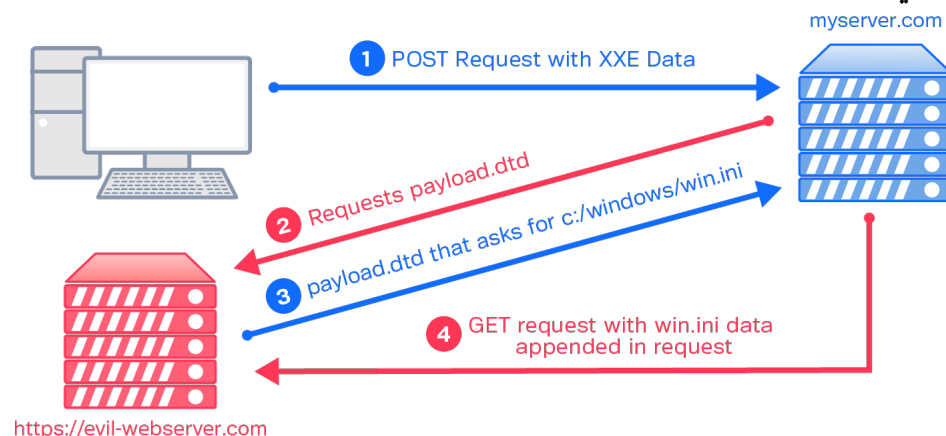 myserver.com
1 POST Request with XXE Data
2 Requests payload.dtd
3 payload.dtd that asks for c:/windows/win.ini
4 GET request with win.ini data
appended in request
https://evil-webserver.com